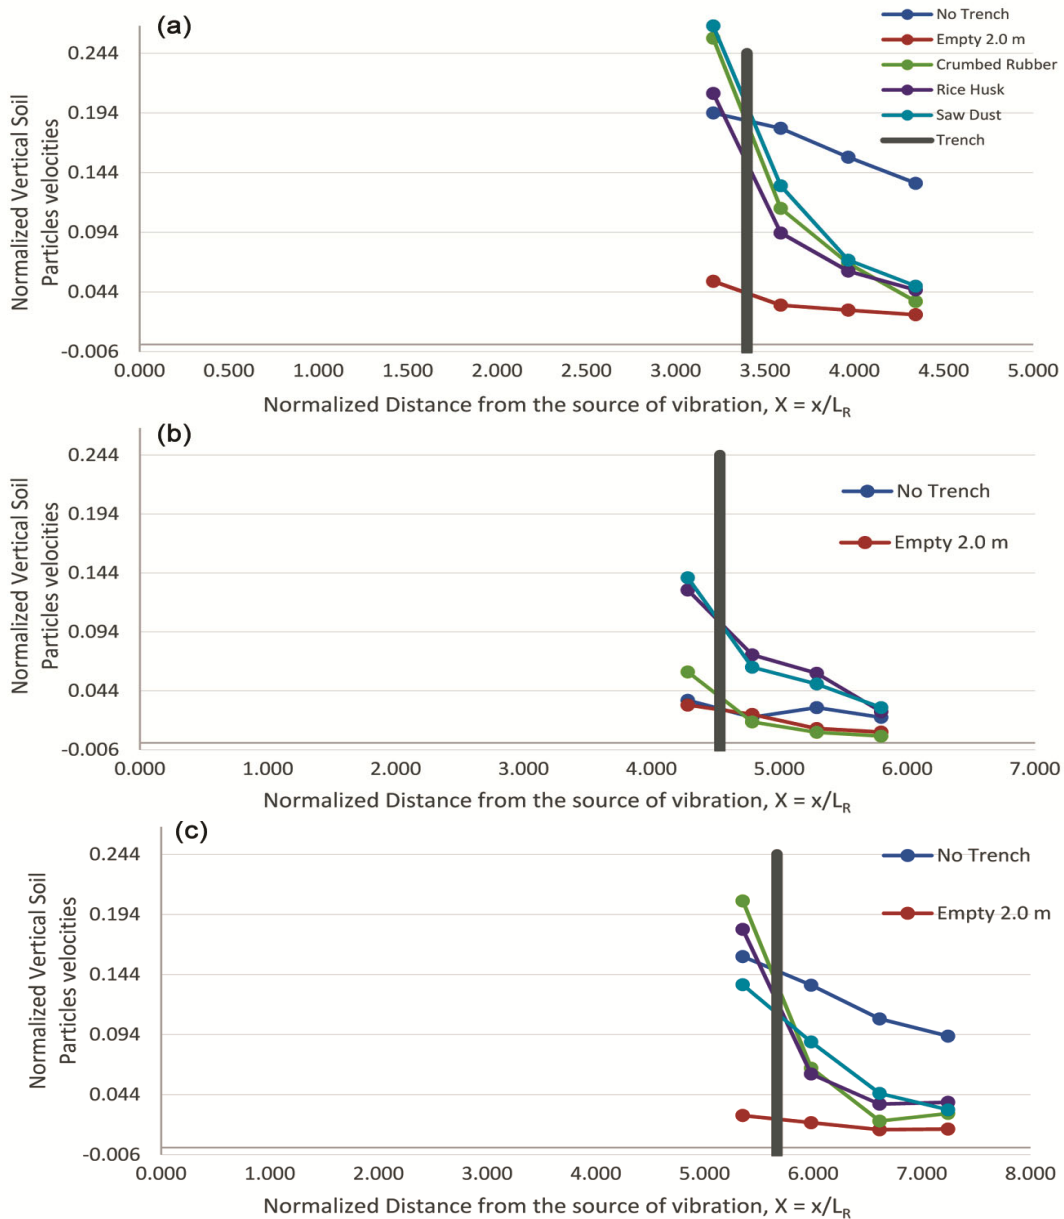 (a)
Normalized Vertical Soil
Particles velocities
0.244
0.194
0.144
0.094
0.044
-0.006
0.000 0.500 1.000 1.500 2.000 2.500 3.000 3.500 4.000 4.500 5.000
Normalized Distance from the source of vibration, X = x/LR
No Trench
Empty 2.0 m
Crumbed Rubber
Rice Husk
Saw Dust
Trench
(b)
Normalized Vertical Soil
Particles velocities
0.244
0.194
0.144
0.094
0.044
-0.006
0.000 1.000 2.000 3.000 4.000 5.000 6.000 7.000
Normalized Distance from the source of vibration, X = x/LR
No Trench
Empty 2.0 m
(c)
Normalized Vertical Soil
Particles velocities
0.244
0.194
0.144
0.094
0.044
-0.006
0.000 1.000 2.000 3.000 4.000 5.000 6.000 7.000 8.000
Normalized Distance from the source of vibration, X = x/LR
No Trench
Empty 2.0 m